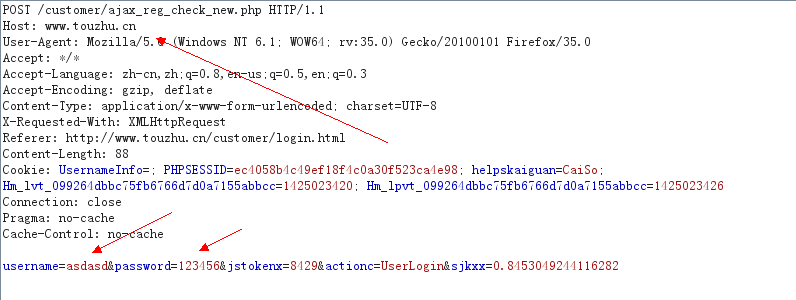 POST /customer/ajax_reg_check_new.php HTTP/1.1
Host: www.touzhu.cn
User-Agent: Mozilla/5.0 (Windows NT 6.1; WOW64; rv:35.0) Gecko/20100101 Firefox/35.0
Accept: */*
Accept-Language: zh-cn,zh;q=0.8,en-us;q=0.5,en;q=0.3
Accept-Encoding: gzip, deflate
Content-Type: application/x-www-form-urlencoded; charset=UTF-8
X-Requested-With: XMLHttpRequest
Referer: http://www.touzhu.cn/customer/login.html
Content-Length: 88
Cookie: UsernameInfo=; PHPSESSID=ec4058b4c49ef18f4c0a30f523ca4e98; helpskaiguan=CaiSo;
Hm_lvt_099264dbbc75fb6766d7d0a7155abbcc=1425023420; Hm_lpvt_099264dbbc75fb6766d7d0a7155abbcc=1425023426
Connection: close
Pragma: no-cache
Cache-Control: no-cache
username=asdasd&password=123456&jstokenx=8429&actionc=UserLogin&sjkxx=0.8453049244116282